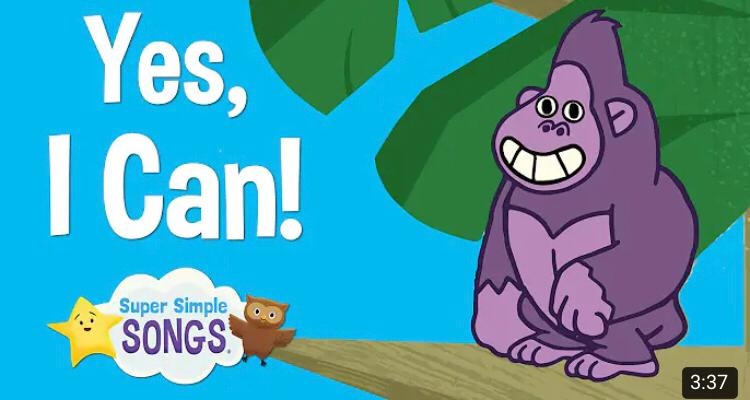 Yes,
I Can!
Super Simple
SONGS®
3:37